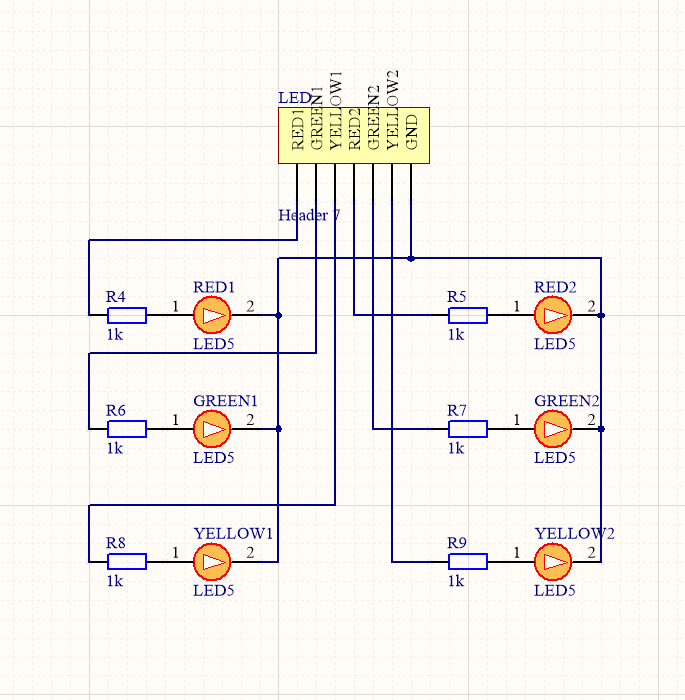 LED
RED1
GREEN1
YELLOW1
RED2
GREEN2
YELLOW2
GND
Header 7
R4
1k
1
RED1
2
LED5
R5
1k
1
RED2
2
LED5
R6
1k
1
GREEN1
2
LED5
R7
1k
1
GREEN2
2
LED5
R8
1k
1
YELLOW1
2
LED5
R9
1k
1
YELLOW2
2
LED5